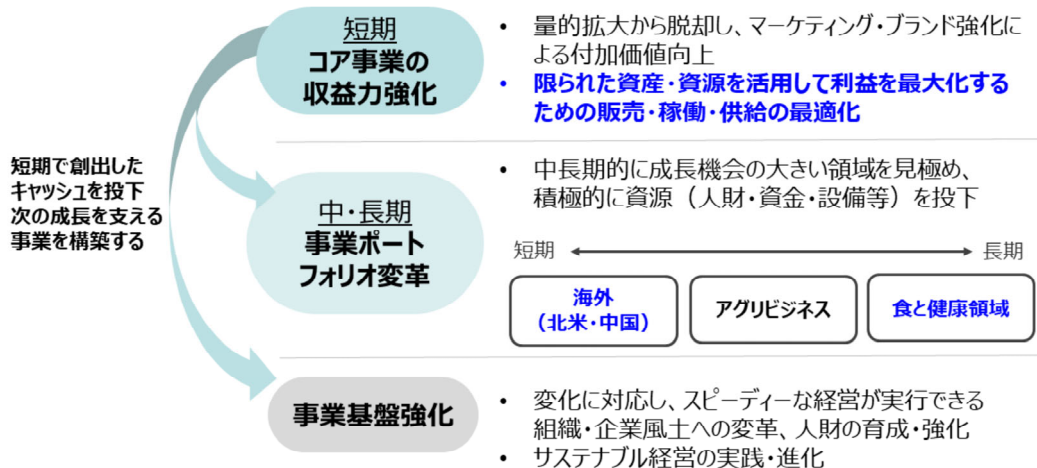 短期
コア事業の
収益力強化
• 量的拡大から脱却し、マーケティング・ブランド強化に
よる付加価値向上
• 限られた資産・資源を活用して利益を最大化する
ための販売・稼働・供給の最適化
短期で創出した
キャッシュを投下
次の成長を支える
事業を構築する
中・長期
事業ポート
フォリオ変革
• 中長期的に成長機会の大きい領域を見極め、
積極的に資源（人財・資金・設備等）を投下
短期
長期
海外
（北米・中国）
アグリビジネス
食と健康領域
事業基盤強化
• 変化に対応し、スピーディーな経営が実行できる
組織・企業風土への変革、人財の育成・強化
• サステナブル経営の実践・進化